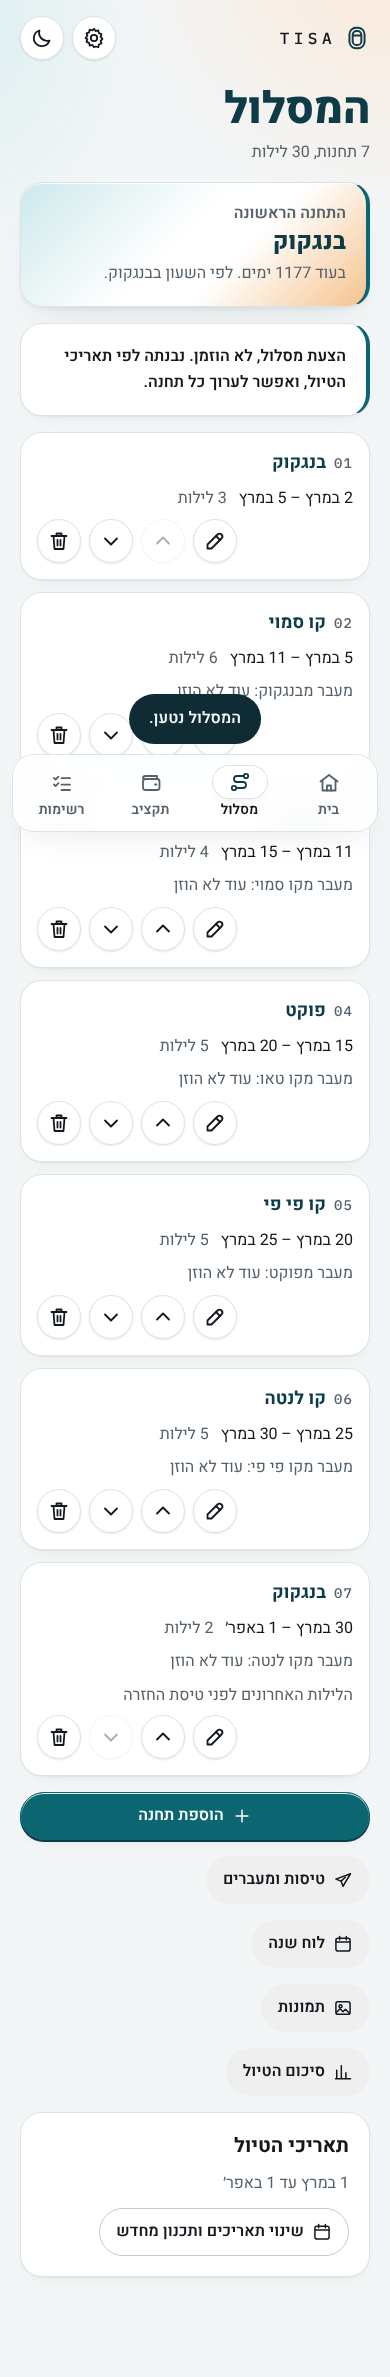 TISA
המסלול
7 תחנות, 30 לילות
התחנה הראשונה
בנגקוק
בעוד 1177 ימים. לפי השעון בבנגקוק.
הצעת מסלול, לא הוזמן. נבנתה לפי תאריכי
הטיול, ואפשר לערוך כל תחנה.
01 בנגקוק
2 במרץ – 5 במרץ 3 לילות
02 קו סמוי
5 במרץ – 11 במרץ 6 לילות
מעבר מבנגקוק: עוד לא הוזן
המסלול נטען.
בית
מסלול
תקציב
רשימות
11 במרץ – 15 במרץ 4 לילות
מעבר מקו סמוי: עוד לא הוזן
04 פוקט
15 במרץ – 20 במרץ 5 לילות
מעבר מקו טאו: עוד לא הוזן
05 קו פי פי
20 במרץ – 25 במרץ 5 לילות
מעבר מפוקט: עוד לא הוזן
06 קו לנטה
25 במרץ – 30 במרץ 5 לילות
מעבר מקו פי פי: עוד לא הוזן
07 בנגקוק
30 במרץ – 1 באפר׳ 2 לילות
מעבר מקו לנטה: עוד לא הוזן
הלילות האחרונים לפני טיסת החזרה
הוספת תחנה
טיסות ומעברים
לוח שנה
תמונות
סיכום הטיול
תאריכי הטיול
1 במרץ עד 1 באפר׳
שינוי תאריכים ותכנון מחדש